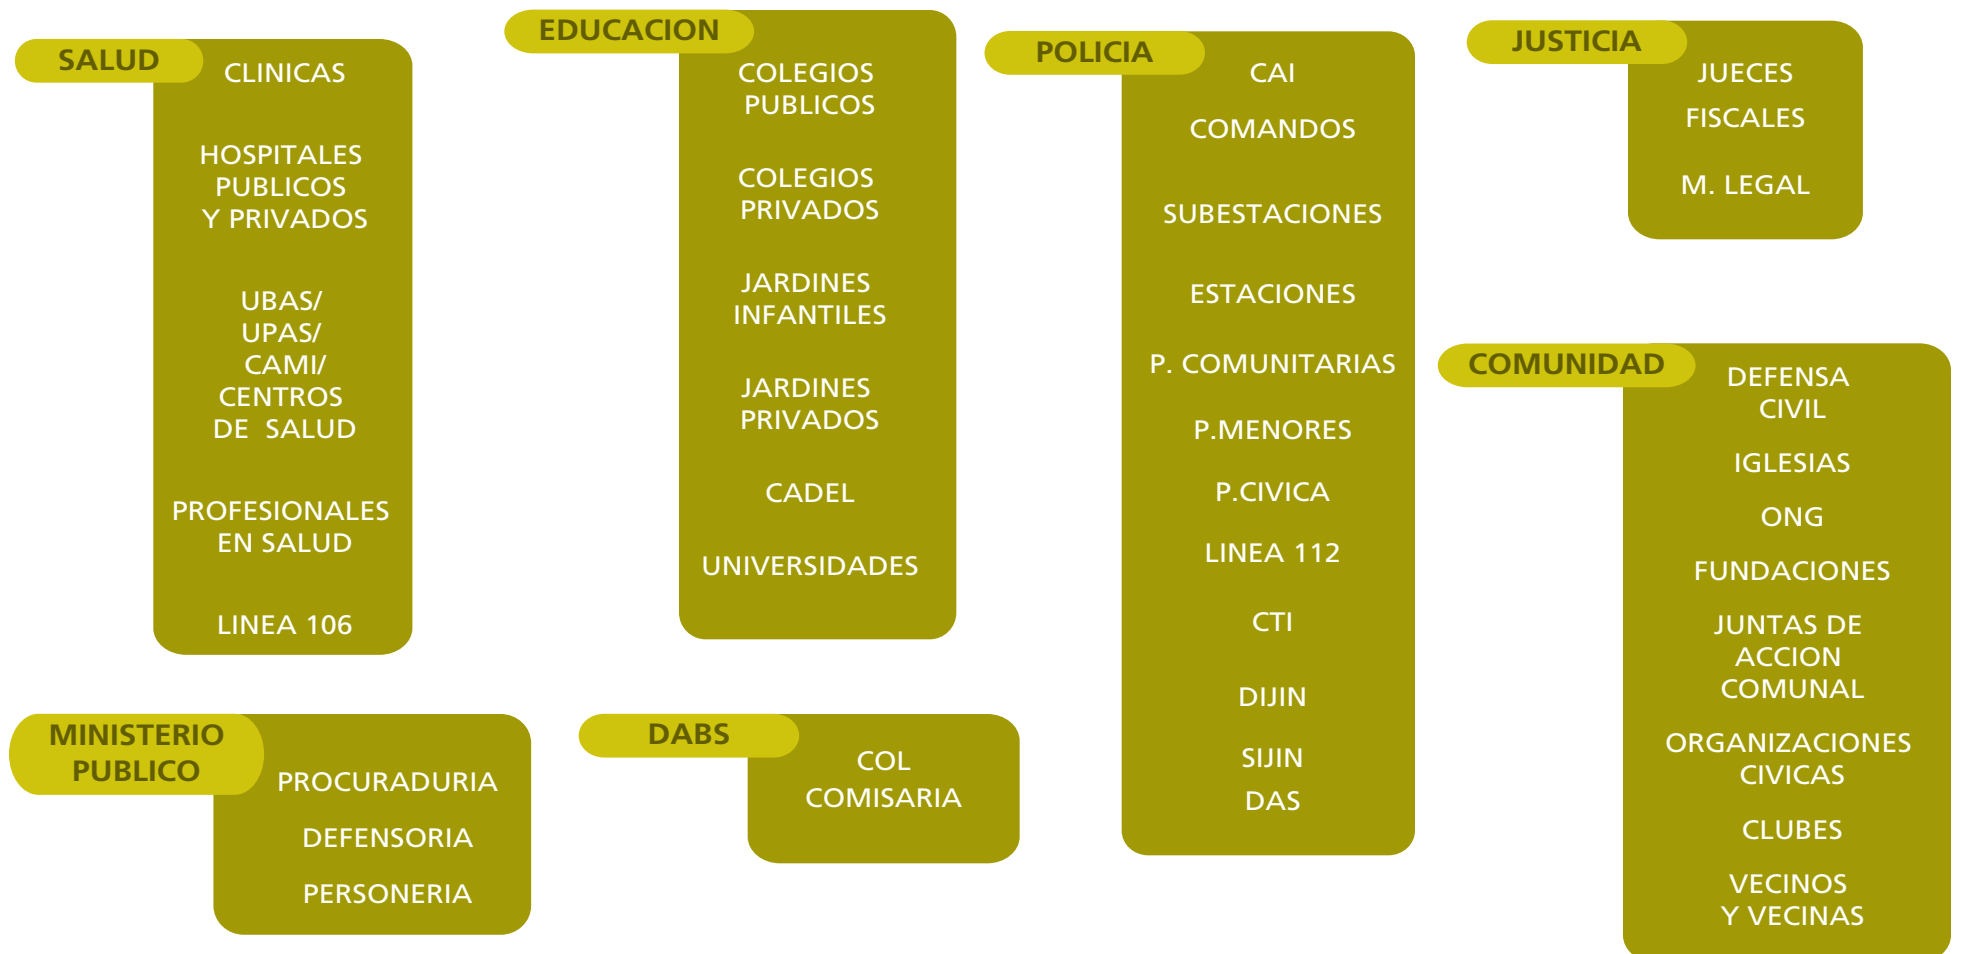 SALUD
CLINICAS
HOSPITALES
PUBLICOS
Y PRIVADOS
UBAS/
UPAS/
CAMI/
CENTROS
DE SALUD
PROFESIONALES
EN SALUD
LINEA 106
EDUCACION
COLEGIOS
PUBLICOS
COLEGIOS
PRIVADOS
JARDINES
INFANTILES
JARDINES
PRIVADOS
CADEL
UNIVERSIDADES
POLICIA
CAI
COMANDOS
SUBESTACIONES
ESTACIONES
P. COMUNITARIAS
P.MENORES
P.CIVICA
LINEA 112
CTI
DIJIN
SIJIN
DAS
JUSTICIA
JUECES
FISCALES
M. LEGAL
COMUNIDAD
DEFENSA
CIVIL
IGLESIAS
ONG
FUNDACIONES
JUNTAS DE
ACCION
COMUNAL
ORGANIZACIONES
CIVICAS
CLUBES
VECINOS
Y VECINAS
MINISTERIO
PUBLICO
PROCURADURIA
DEFENSORIA
PERSONERIA
DABS
COL
COMISARIA